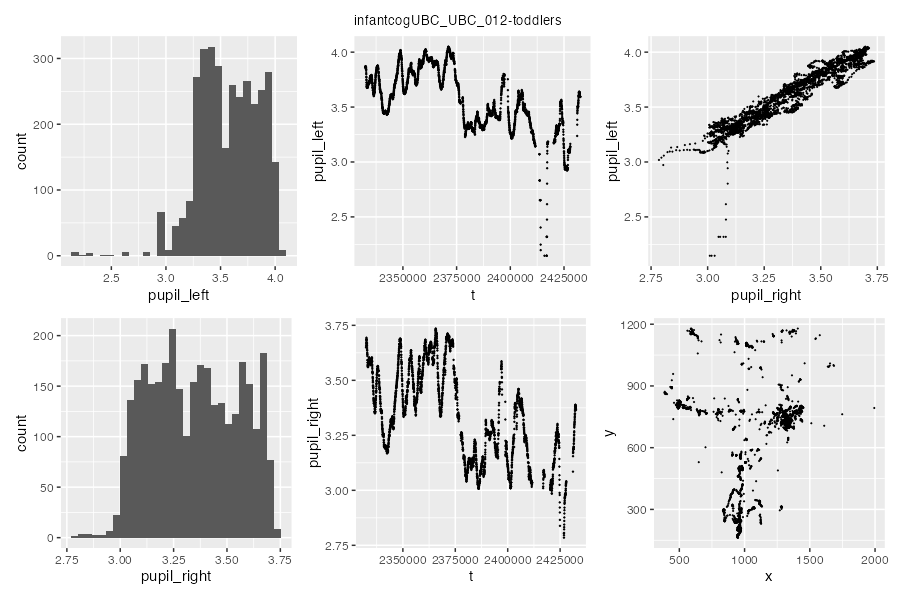 infantcogUBC_UBC_012-toddlers
300
200
100
0
count
2.5 3.0 3.5 4.0
pupil_left
4.0
3.5
3.0
2.5
pupil_left
2350000 2375000 2400000 2425000
t
4.0
3.5
3.0
2.5
pupil_left
2.75 3.00 3.25 3.50 3.75
pupil_right
200
150
100
50
0
count
2.75 3.00 3.25 3.50 3.75
pupil_right
3.75
3.50
3.25
3.00
2.75
pupil_right
2350000 2375000 2400000 2425000
t
1200
900
600
300
y
500 1000 1500 2000
x